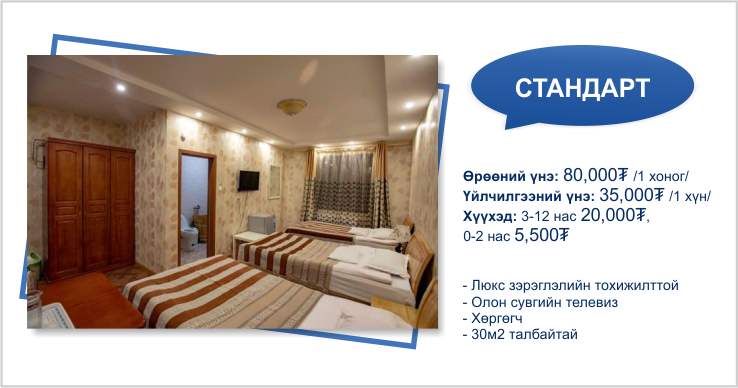 СТАНДАРТ
Өрөөний үнэ: 80,000₮ /1 хоног/
Үйлчилгээний үнэ: 35,000₮ /1 хүн/
Хүүхэд: 3-12 нас 20,000₮,
0-2 нас 5,500₮
- Люкс зэрэглэлийн тохижилттой
- Олон сувгийн телевиз
- Хөргөгч
- 30м2 талбайтай